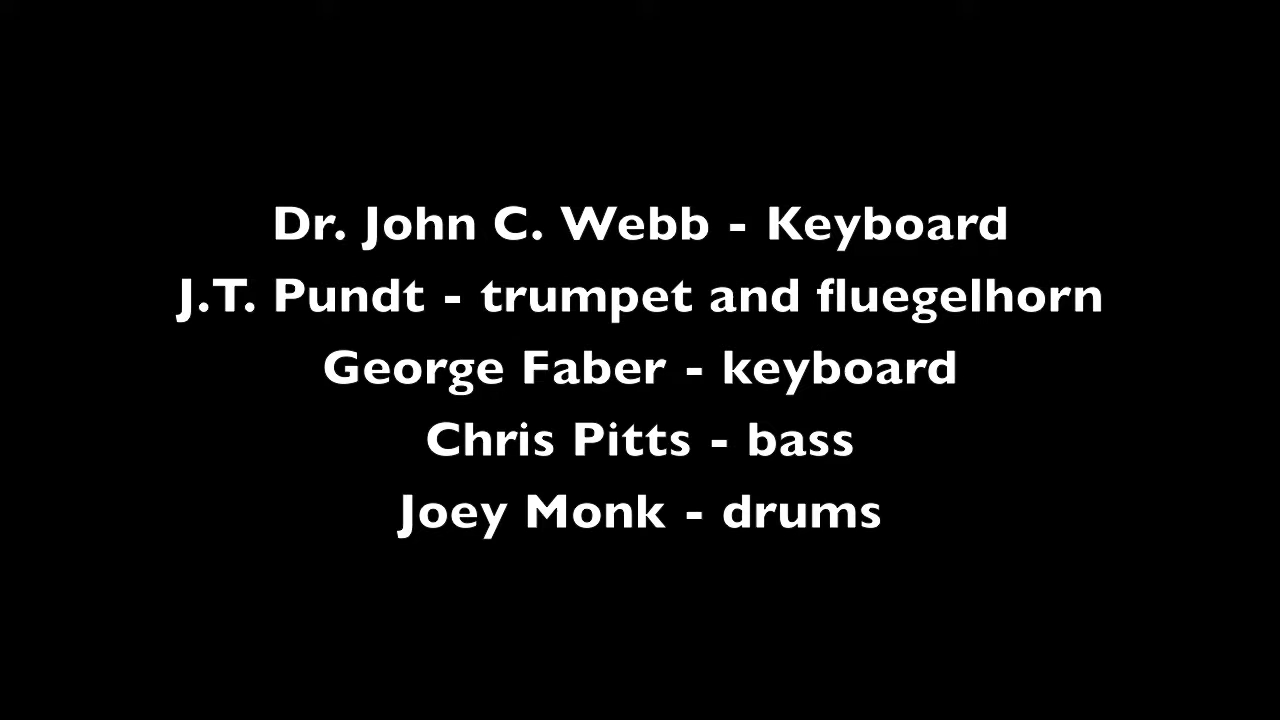 Dr. John C. Webb - Keyboard
J.T. Pundt - trumpet and fluegelhorn
George Faber - keyboard
Chris Pitts - bass
Joey Monk - drums